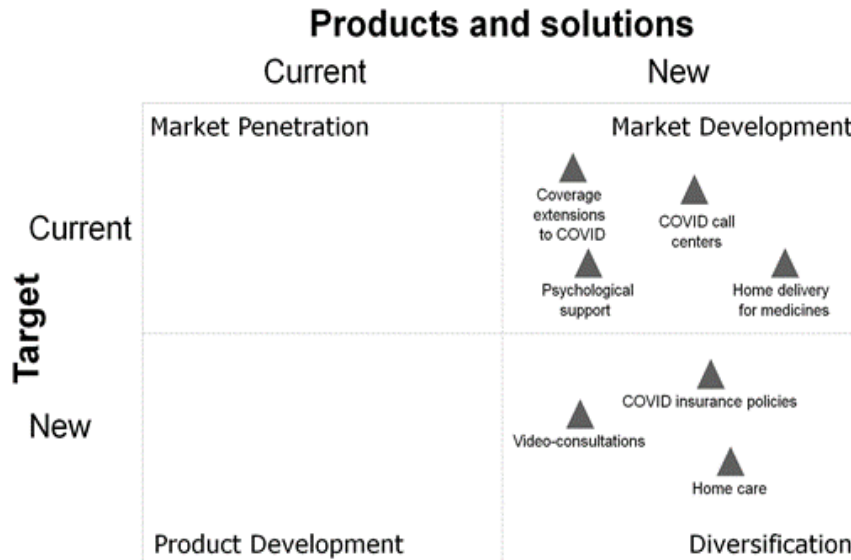 Products and solutions
Current
New
Market Penetration
Market Development
Coverage
extensions
to COVID
COVID call
centers
Psychological
support
Home delivery
for medicines
Current
Target
New
COVID insurance policies
Video-consultations
Home care
Product Development
Diversification